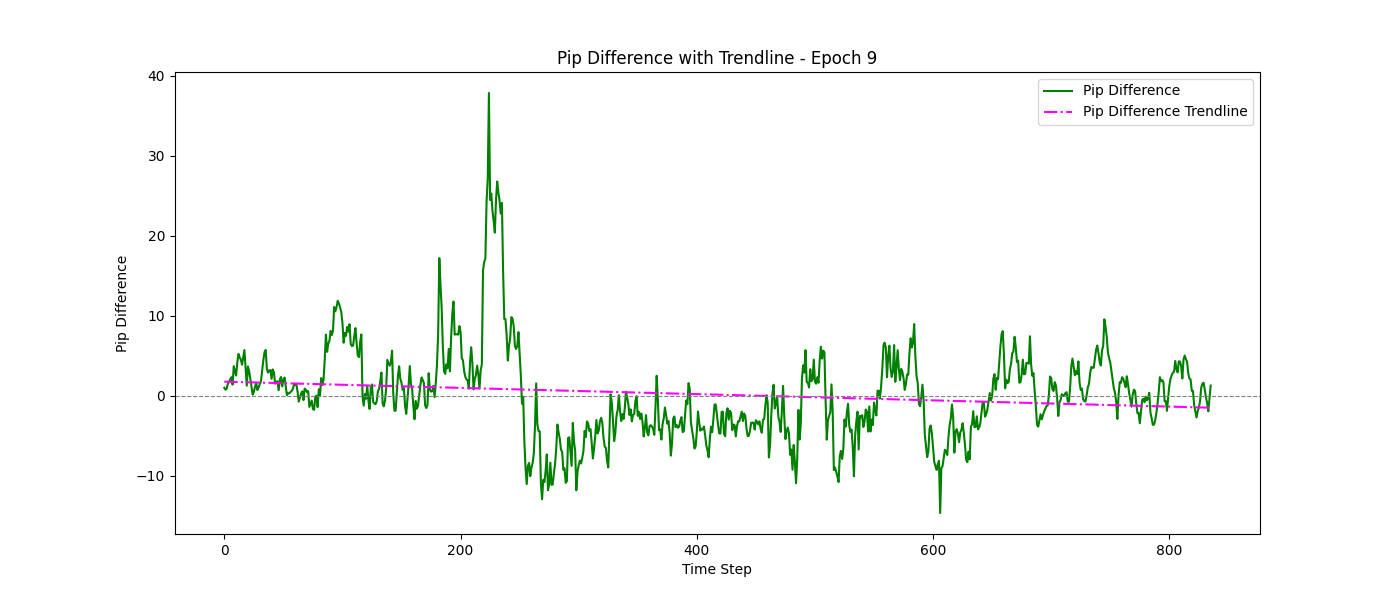 Pip Difference with Trendline - Epoch 9
Pip Difference
Pip Difference Trendline
40
30
20
10
0
−10
Pip Difference
0
200
400
600
800
Time Step